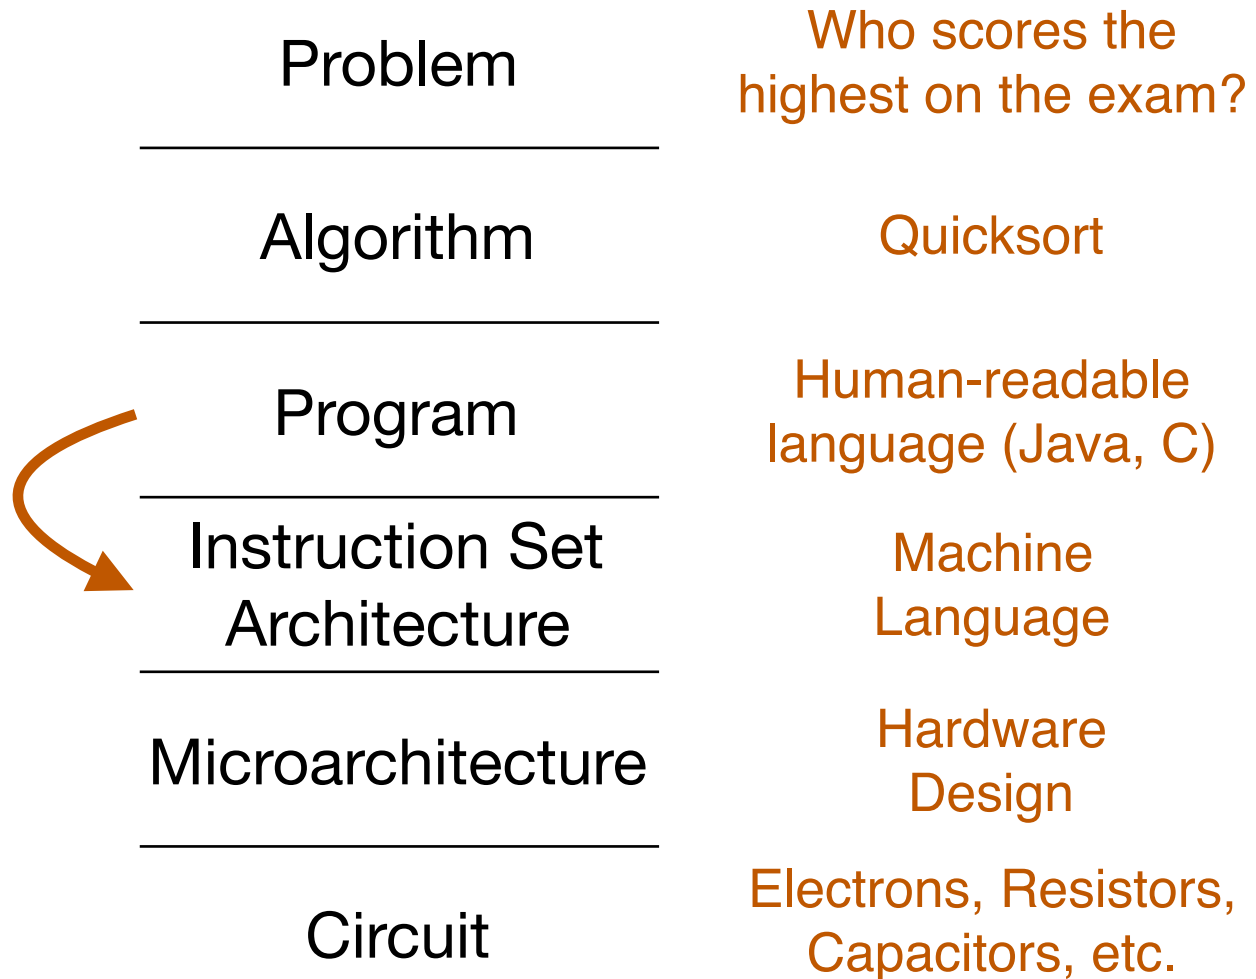 Problem
Who scores the
highest on the exam?
Algorithm
Quicksort
Program
Human-readable
language (Java, C)
Instruction Set
Architecture
Machine
Language
Microarchitecture
Hardware
Design
Circuit
Electrons, Resistors,
Capacitors, etc.